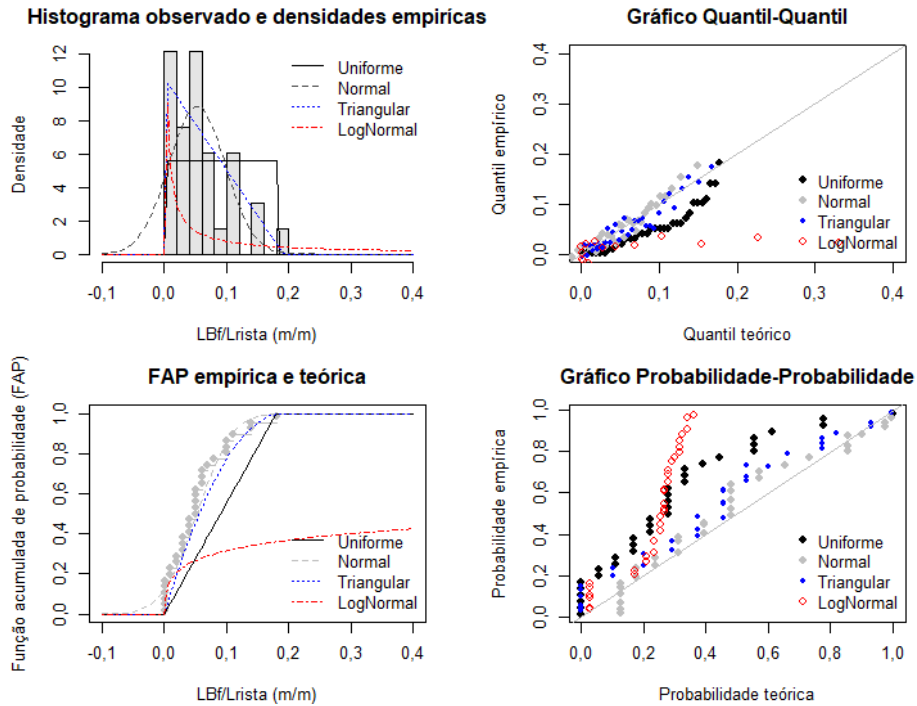 Histograma observado e densidades empirícas
Densidade
12
10
8
6
4
2
0
Uniforme
Normal
Triangular
LogNormal
-0,1 0,0 0,1 0,2 0,3 0,4
LBf/Lrista (m/m)
Gráfico Quantil-Quantil
Quantil empírico
0,4
0,3
0,2
0,1
0,0
Uniforme
Normal
Triangular
LogNormal
0,0 0,1 0,2 0,3 0,4
Quantil teórico
FAP empírica e teórica
Função acumulada de probabilidade (FAP)
1,0
0,8
0,6
0,4
0,2
0,0
Uniforme
Normal
Triangular
LogNormal
-0,1 0,0 0,1 0,2 0,3 0,4
LBf/Lrista (m/m)
Gráfico Probabilidade-Probabilidade
Probabilidade empírica
1,0
0,8
0,6
0,4
0,2
0,0
Uniforme
Normal
Triangular
LogNormal
0,0 0,2 0,4 0,6 0,8 1,0
Probabilidade teórica